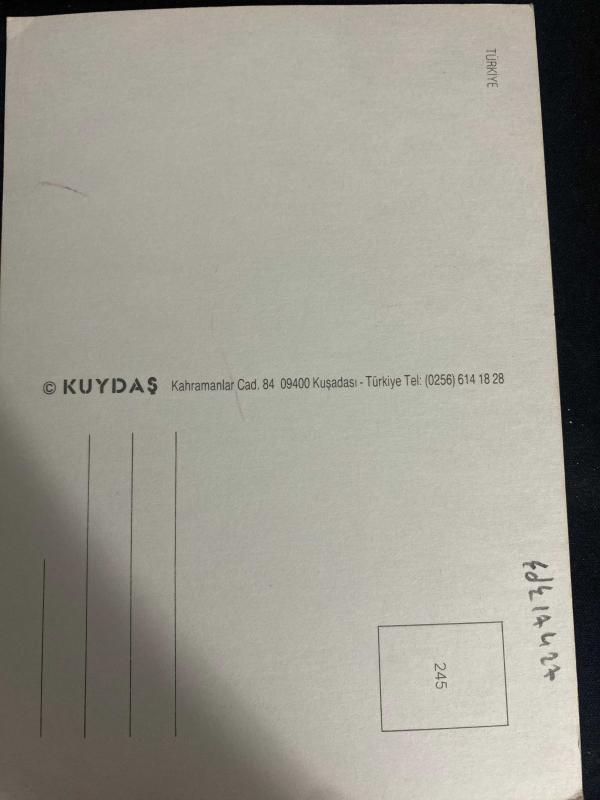 TÜRKİYE
© KUYDAŞ Kahramanlar Cad. 84 09400 Kuşadası - Türkiye Tel: (0256) 614 18 28
245